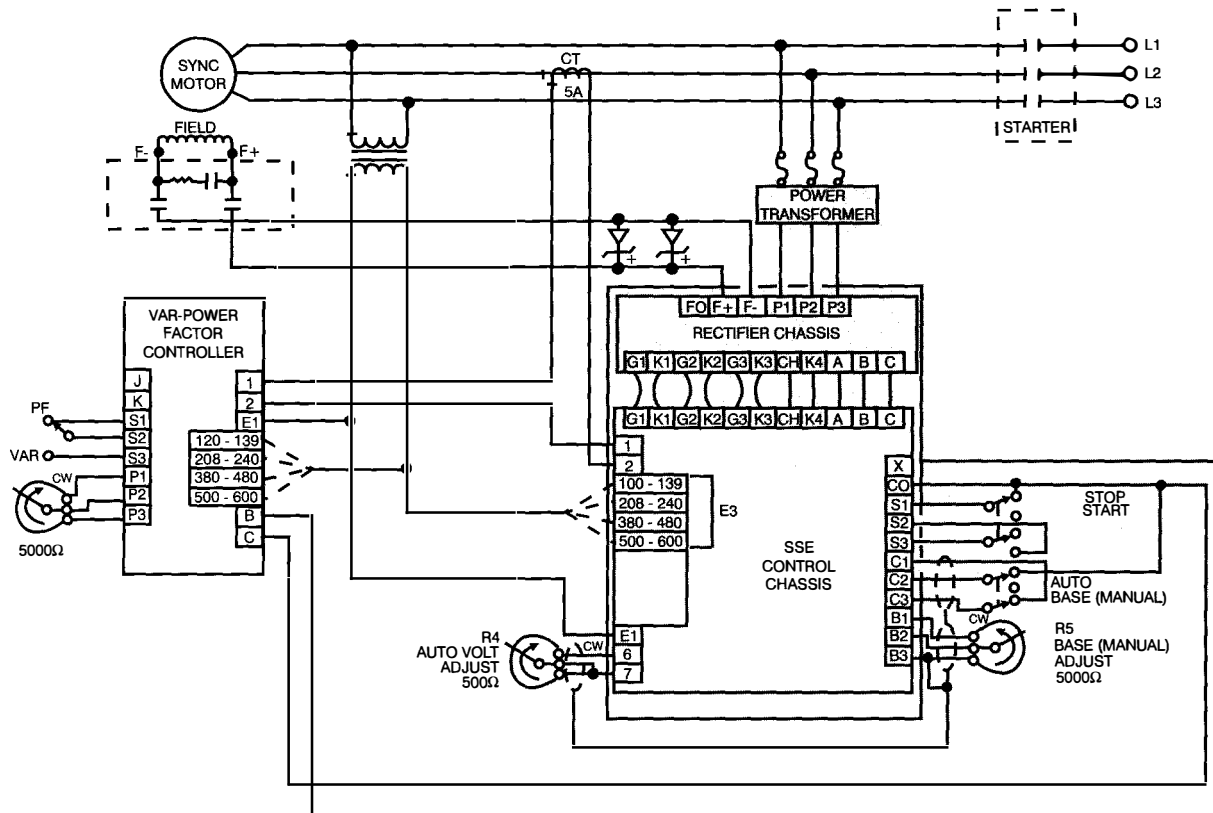 SYNC
MOTOR
CT
5A
L1
L2
L3
STARTER
FIELD
F-
F+
POWER
TRANSFORMER
+
+
FO F+ F- P1 P2 P3
RECTIFIER CHASSIS
G1 K1 G2 K2 G3 K3 CH K4 A B C
G1 K1 G2 K2 G3 K3 CH K4 A B C
VAR-POWER
FACTOR
CONTROLLER
J
K
S1
S2
S3
P1
P2
P3
1
2
E1
120 - 139
208 - 240
380 - 480
500 - 600
B
C
PF
VAR
CW
5000Ω
1
2
100 - 139
208 - 240
380 - 480
500 - 600
E3
E1
6
7
SSE
CONTROL
CHASSIS
X
CO
S1
S2
S3
C1
C2
C3
B1
B2
B3
STOP
START
AUTO
BASE (MANUAL)
CW
R5
BASE (MANUAL)
ADJUST
5000Ω
R4
AUTO VOLT
ADJUST
500Ω
CW